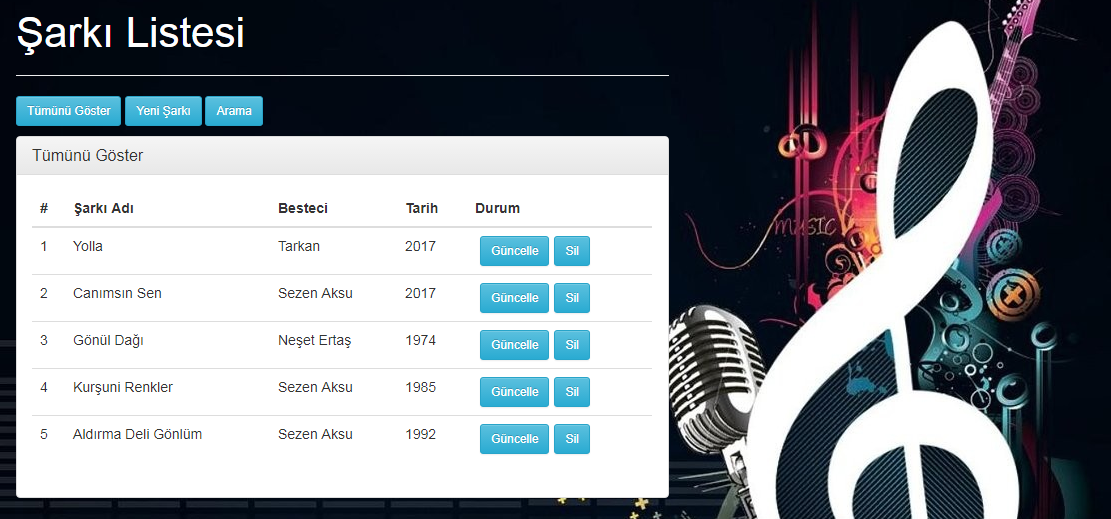 Şarkı Listesi
Tümünü Göster Yeni Şarkı Arama
Tümünü Göster
# Şarkı Adı Besteci Tarih Durum
1 Yolla Tarkan 2017 Güncelle Sil
2 Canımsın Sen Sezen Aksu 2017 Güncelle Sil
3 Gönül Dağı Neşet Ertaş 1974 Güncelle Sil
4 Kurşuni Renkler Sezen Aksu 1985 Güncelle Sil
5 Aldırma Deli Gönlüm Sezen Aksu 1992 Güncelle Sil
MUSIC